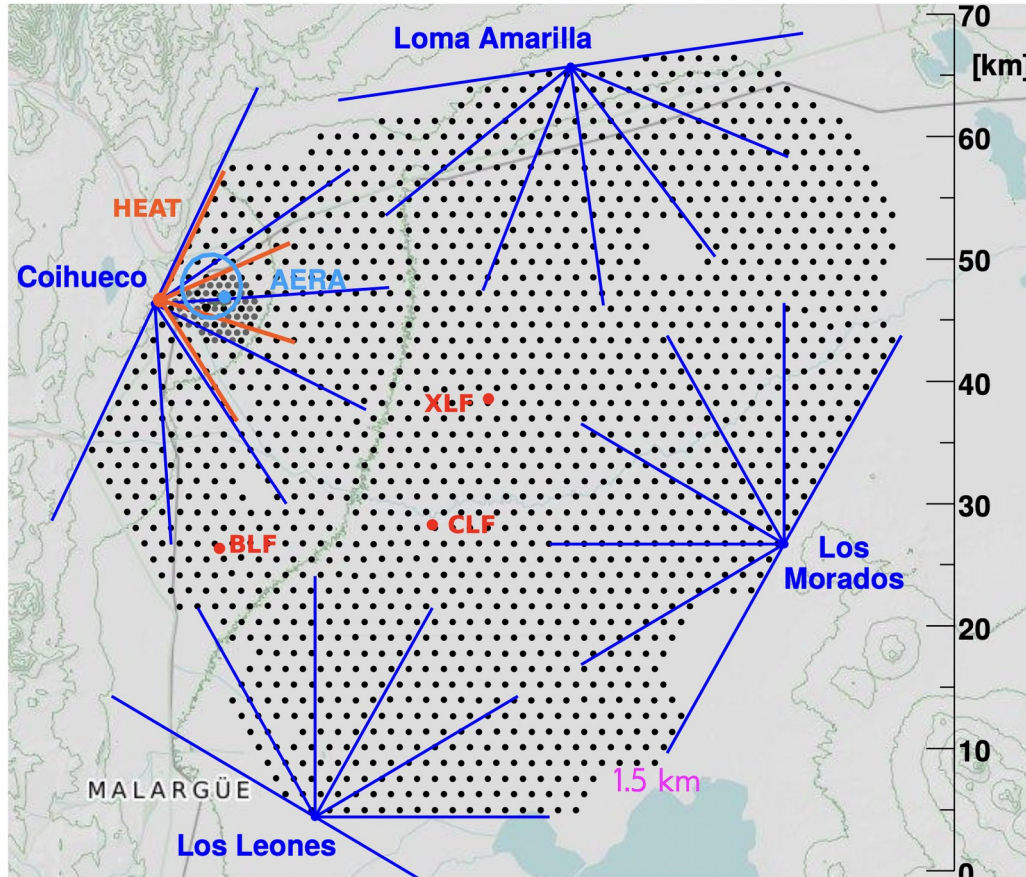 70
Loma Amarilla
[km]
60
HEAT
50
Coihueco
AERA
40
XLF
30
CLF
BLF
Los
Morados
20
10
1.5 km
MALARGÜE
Los Leones
0